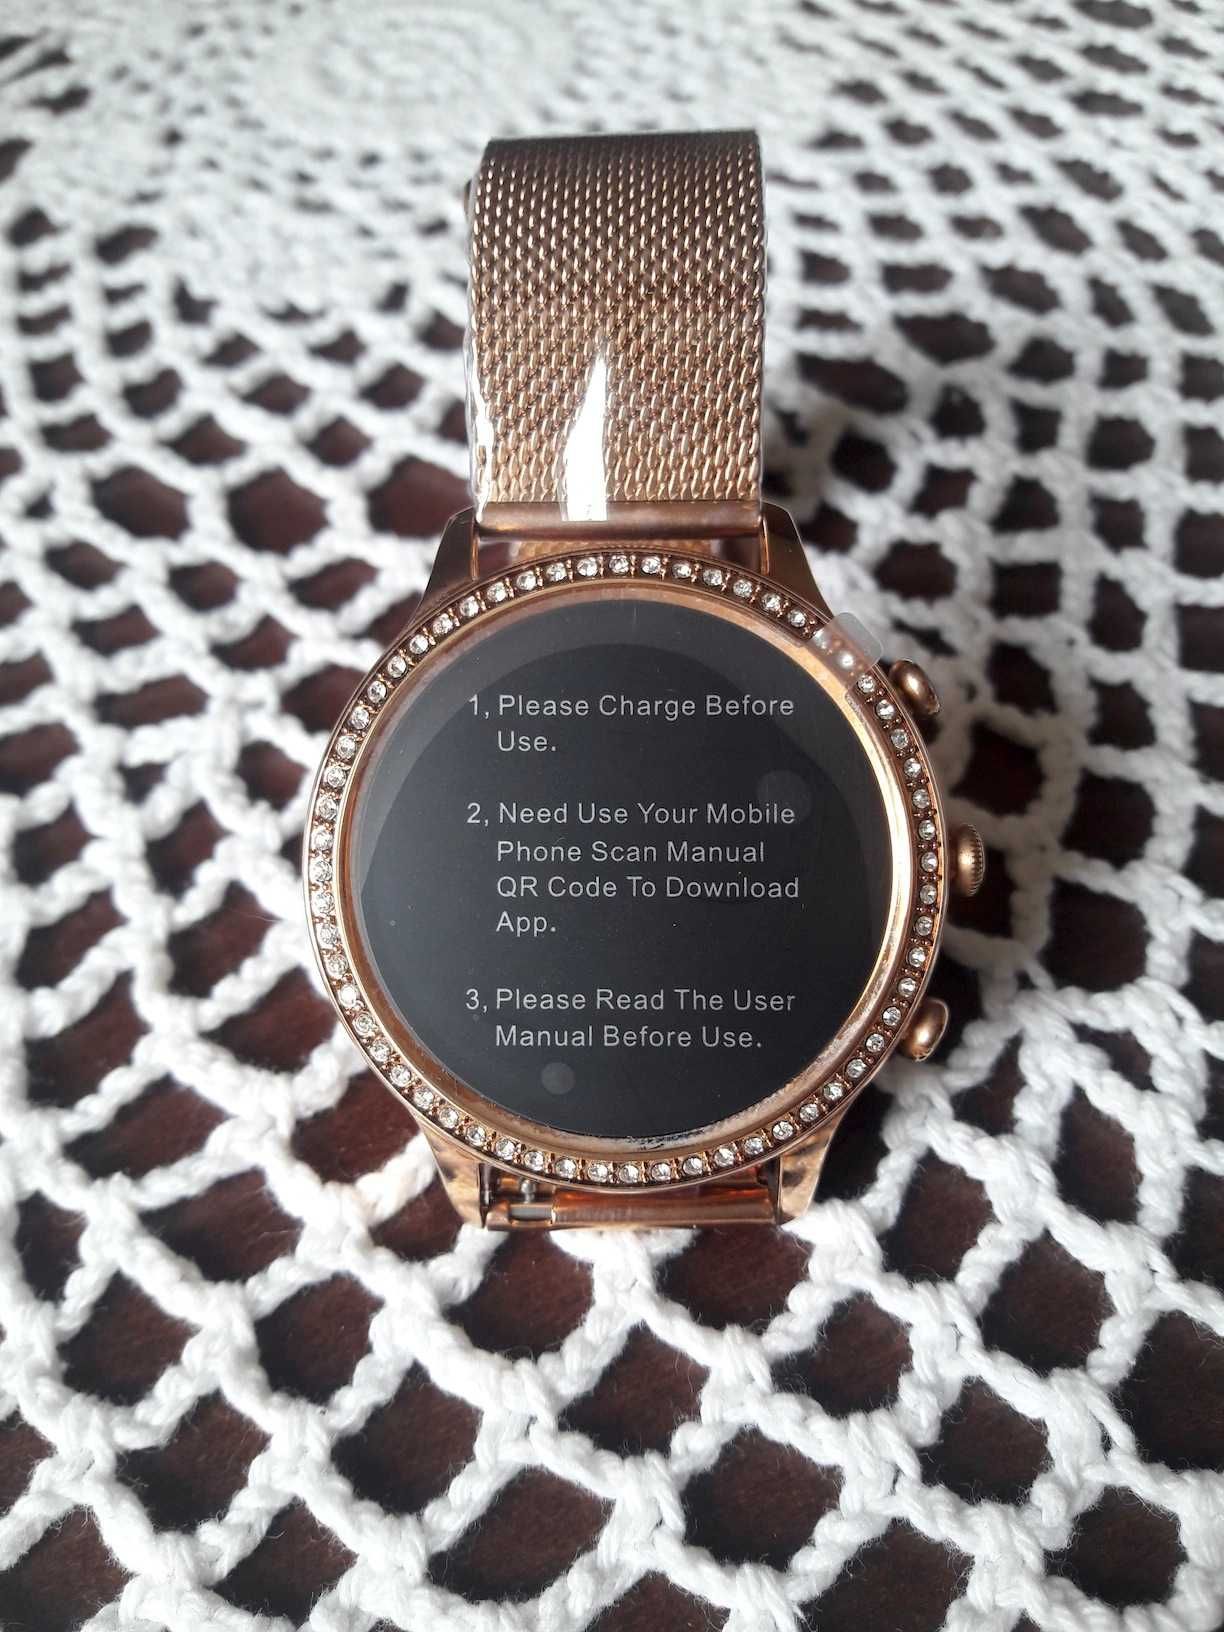 1, Please Charge Before
Use.
2, Need Use Your Mobile
Phone Scan Manual
QR Code To Download
App.
3, Please Read The User
Manual Before Use.